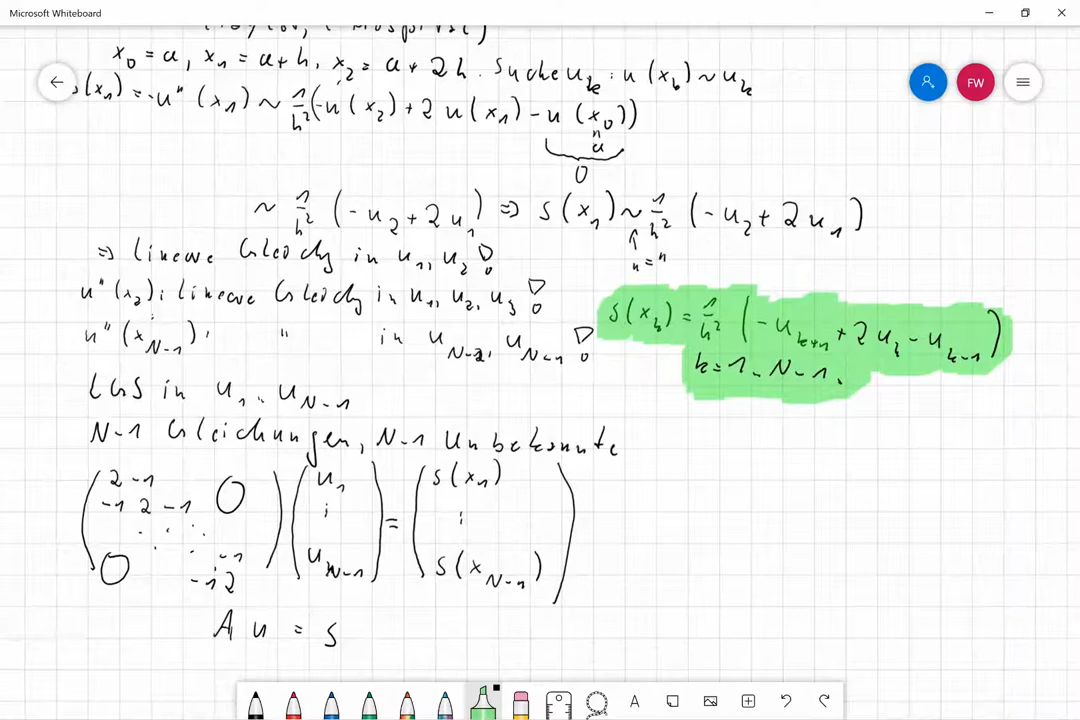 Microsoft Whiteboard
x₀ = a, x₁ = a+h, x₂ = a+2h. Suche u_k : u(x_k) ~ u_k
s(x₁) = -u"(x₁) ~ 1/h² (-u(x₂) + 2u(x₁) - u(x₀))
a
0
~ 1/h² (-u₂ + 2u₁) ⇒ s(x₁) ~ 1/h² (-u₂ + 2u₁)
"="
⇒ lineare Gleichg in u₁, u₂ !
u"(x₂): lineare Gleichg in u₁, u₂, u₃ !
u"(x_{N-1}): " in u_{N-2}, u_{N-1} !
s(x_k) = 1/h² (-u_{k+1} + 2u_k - u_{k-1})
k=1..N-1.
LGS in u₁..u_{N-1}
N-1 Gleichungen, N-1 Unbekannte
( 2 -1 ) ( u₁ ) = ( s(x₁) )
-1 2 -1 0 ⋮ ⋮
0 -1 u_{N-1} s(x_{N-1})
-1 2
A u = s
FW
A